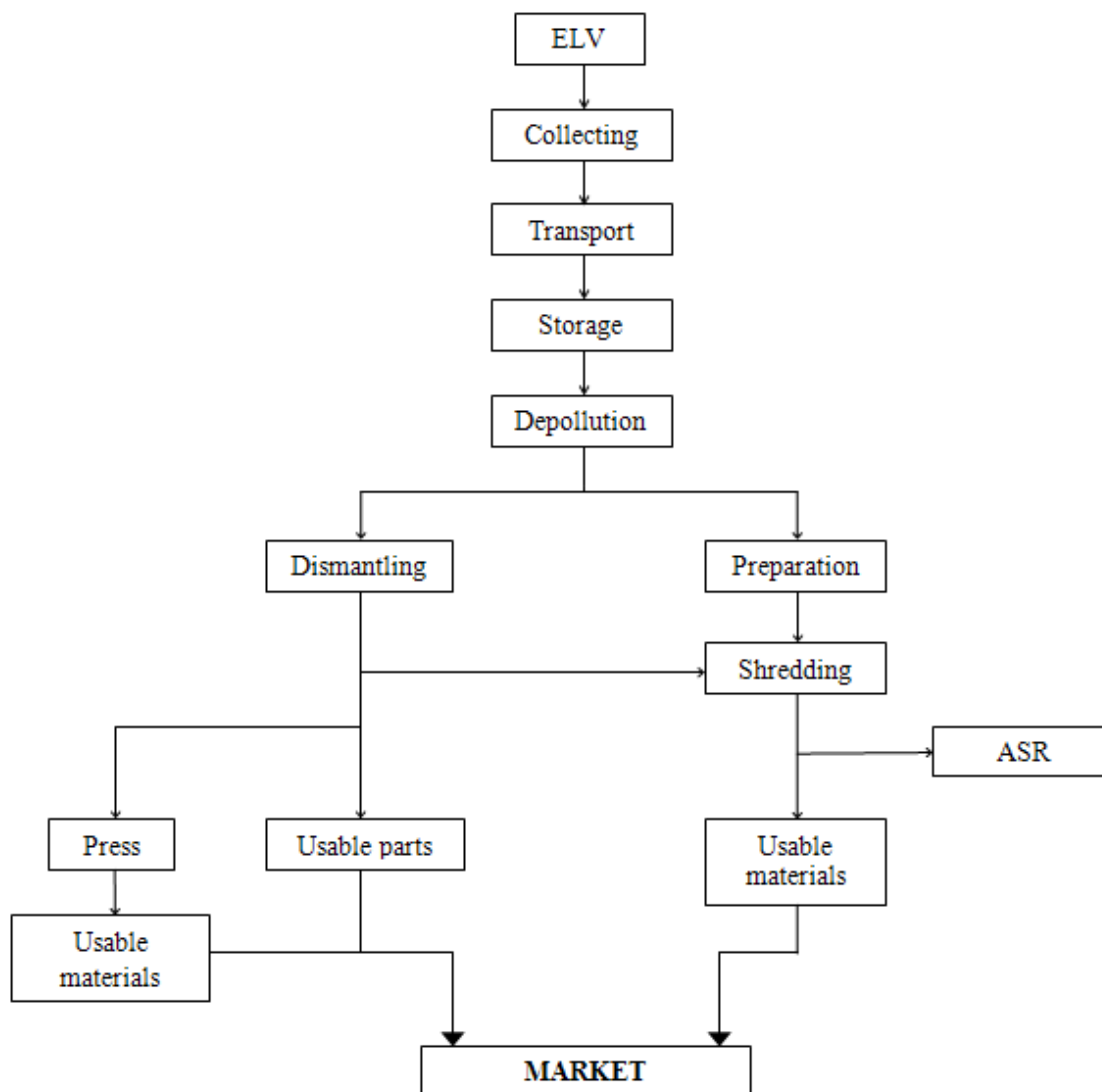 ELV
Collecting
Transport
Storage
Depollution
Dismantling
Preparation
Shredding
ASR
Press
Usable parts
Usable
materials
Usable
materials
MARKET